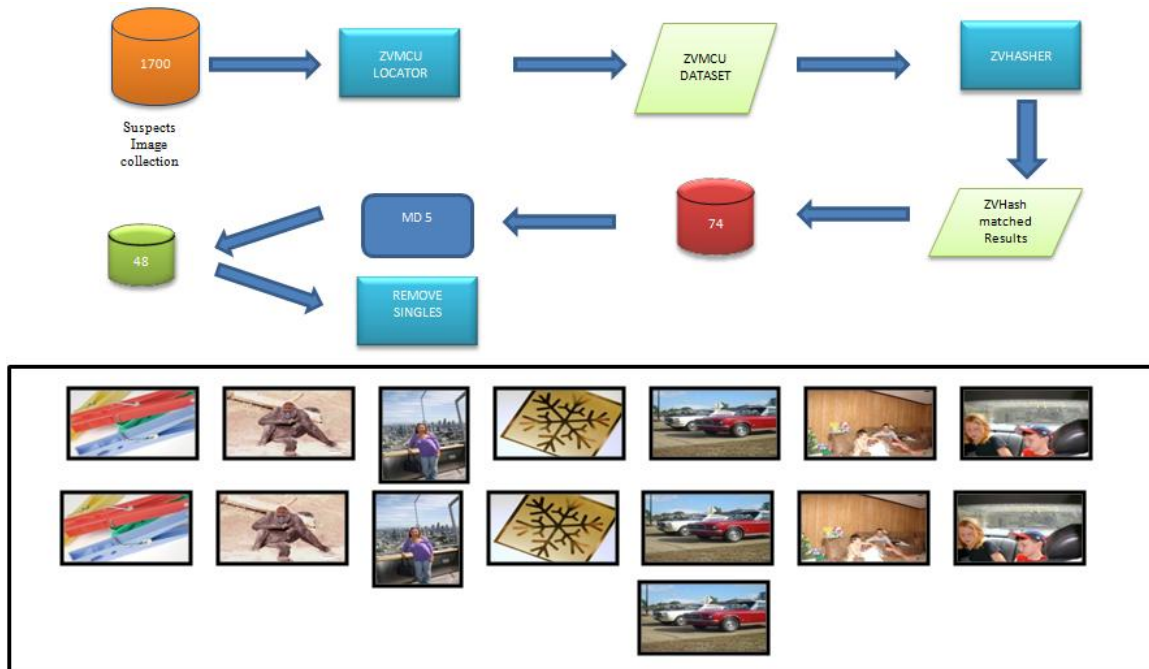 1700
Suspects
Image
collection
ZVMCU
LOCATOR
ZVMCU
DATASET
ZVHASHER
ZVHash
matched
Results
74
MD 5
48
REMOVE
SINGLES